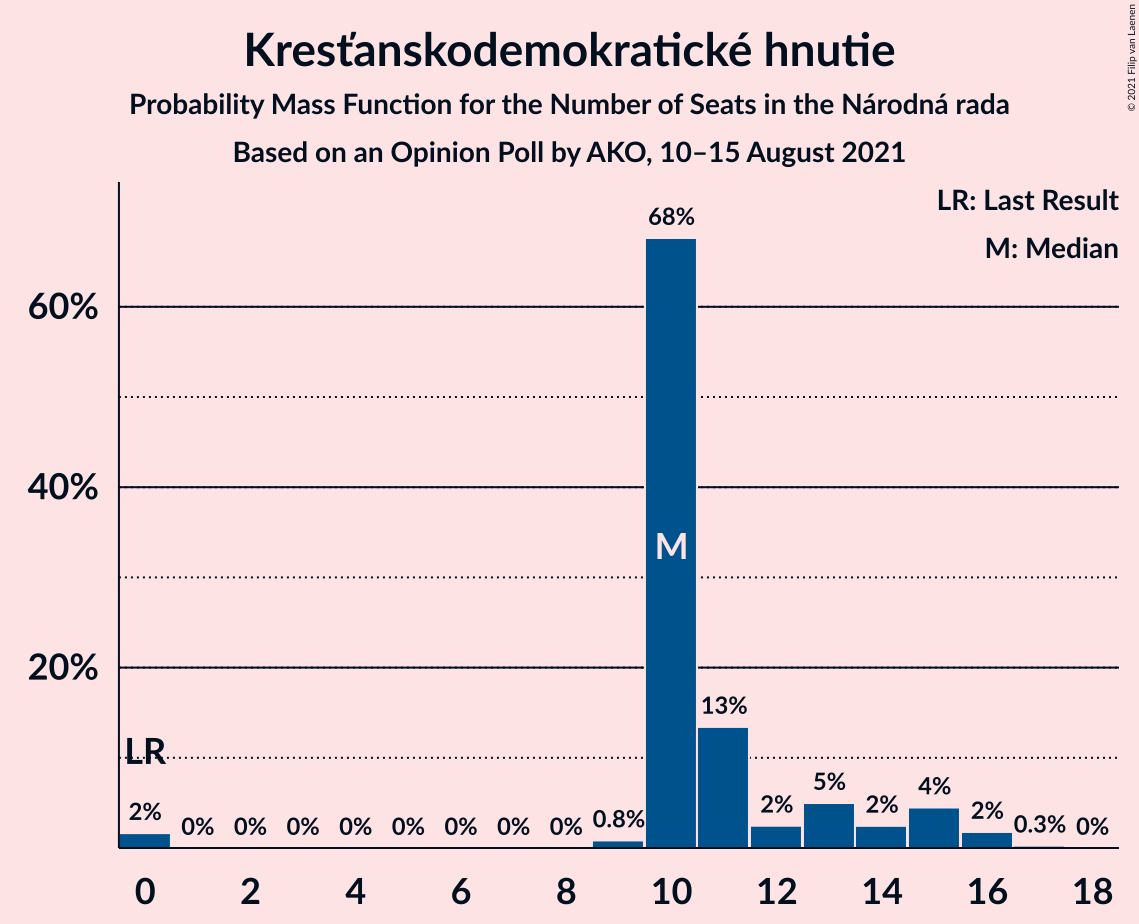 Kresťanskodemokratické hnutie
Probability Mass Function for the Number of Seats in the Národná rada
Based on an Opinion Poll by AKO, 10–15 August 2021
© 2021 Filip van Laenen
LR: Last Result
M: Median
68%
60%
40%
M
20%
13%
LR
2%
0%
0%
0%
0%
0%
0%
0%
0%
0.8%
2%
5%
2%
4%
2%
0.3%
0%
0 2 4 6 8 10 12 14 16 18